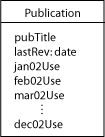 Publication
pubTitle
lastRev: date
jan02Use
feb02Use
mar02Use
⋮
dec02Use